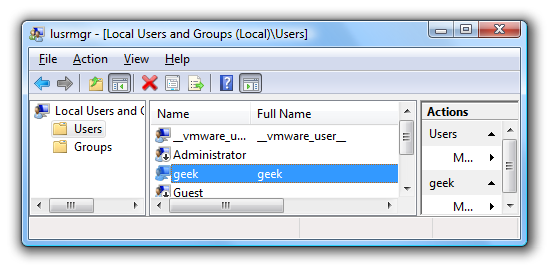 lusrmgr - [Local Users and Groups (Local)\Users]
File Action View Help
Local Users and G
Users
Groups
Name Full Name
__vmware_u... __vmware_user__
Administrator
geek geek
Guest
Actions
Users
M...
geek
M...